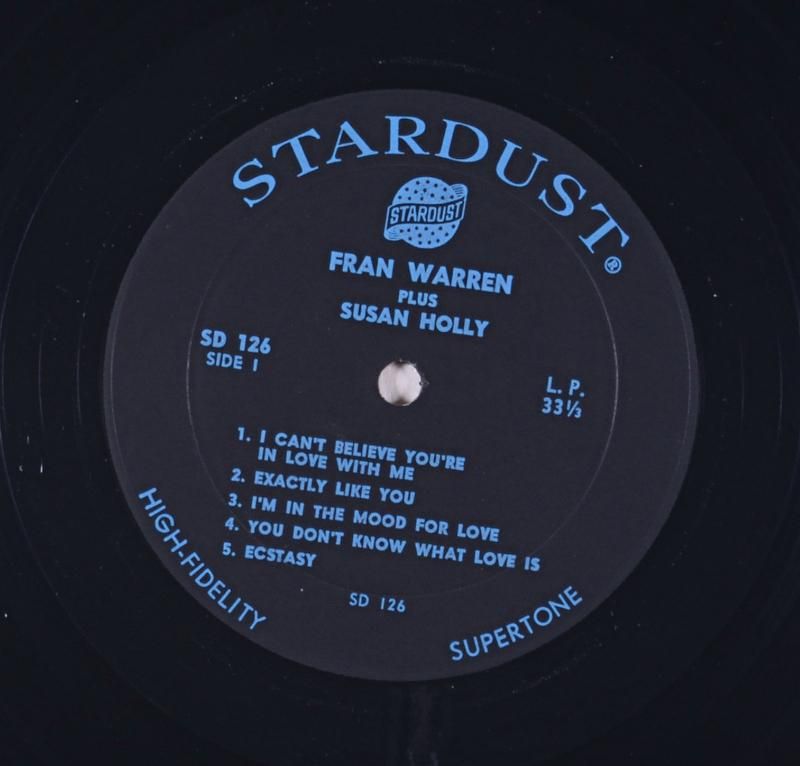 STARDUST®
STARDUST
FRAN WARREN
PLUS
SUSAN HOLLY
SD 126
SIDE 1
L. P.
33⅓
1. I CAN'T BELIEVE YOU'RE
IN LOVE WITH ME
2. EXACTLY LIKE YOU
3. I'M IN THE MOOD FOR LOVE
4. YOU DON'T KNOW WHAT LOVE IS
5. ECSTASY
SD 126
HIGH-FIDELITY
SUPERTONE